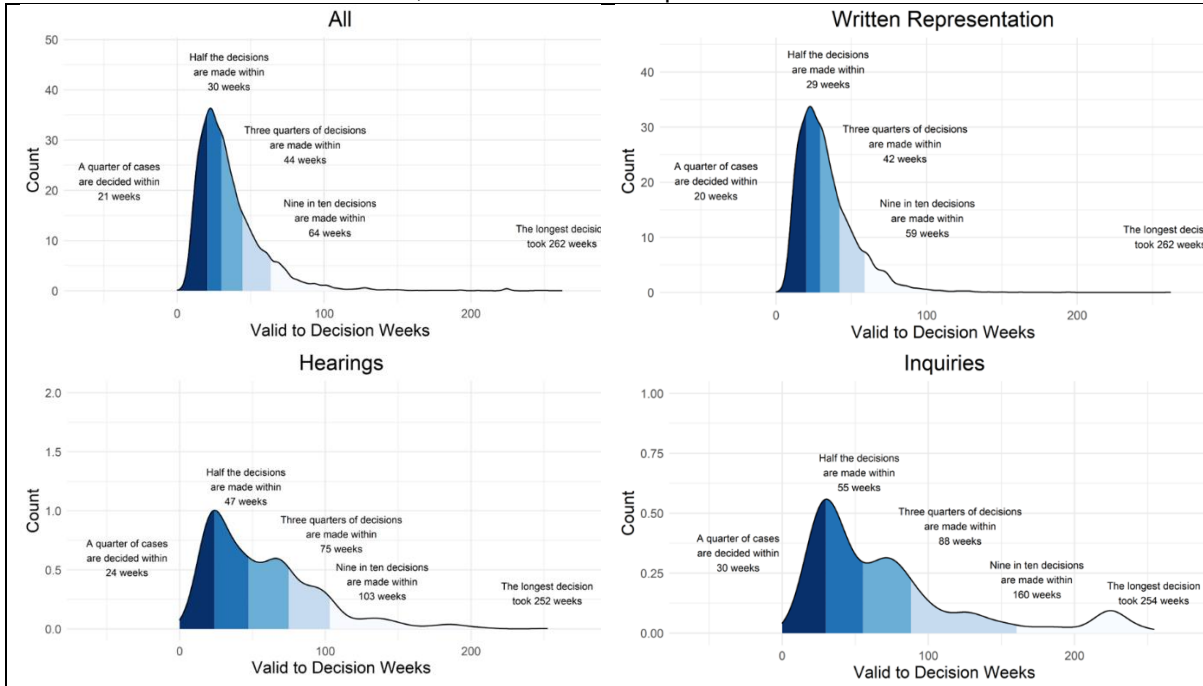 All
50
40
30
20
10
0
Count
Half the decisions
are made within
30 weeks
Three quarters of decisions
are made within
44 weeks
A quarter of cases
are decided within
21 weeks
Nine in ten decisions
are made within
64 weeks
The longest decisio
took 262 weeks
0
100
200
Valid to Decision Weeks
Written Representation
40
30
20
10
0
Count
Half the decisions
are made within
29 weeks
Three quarters of decisions
are made within
42 weeks
A quarter of cases
are decided within
20 weeks
Nine in ten decisions
are made within
59 weeks
The longest decis
took 262 weeks
0
100
200
Valid to Decision Weeks
Hearings
2.0
1.5
1.0
0.5
0.0
Count
Half the decisions
are made within
47 weeks
Three quarters of decisions
are made within
75 weeks
A quarter of cases
are decided within
24 weeks
Nine in ten decisions
are made within
103 weeks
The longest decision
took 252 weeks
0
100
200
Valid to Decision Weeks
Inquiries
1.00
0.75
0.50
0.25
0.00
Count
Half the decisions
are made within
55 weeks
Three quarters of decisions
are made within
88 weeks
A quarter of cases
are decided within
30 weeks
Nine in ten decisions
are made within
160 weeks
The longest decision
took 254 weeks
0
100
200
Valid to Decision Weeks